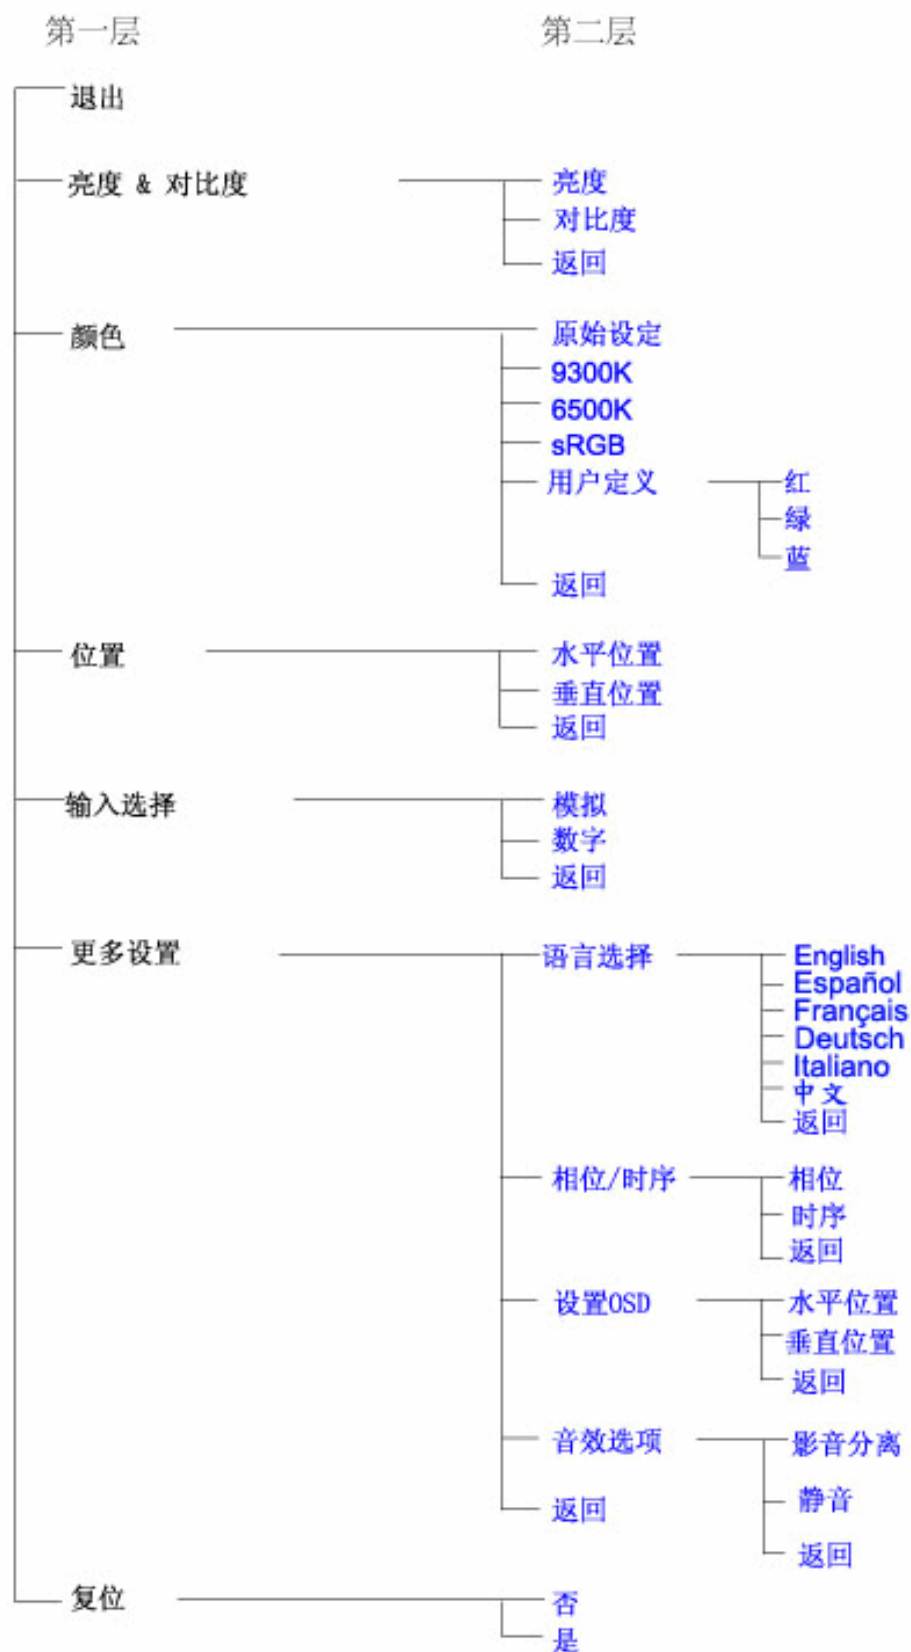 第一层 第二层
退出
亮度 & 对比度 亮度
对比度
返回
颜色 原始设定
9300K
6500K
sRGB
用户定义 红
绿
蓝
返回
位置 水平位置
垂直位置
返回
输入选择 模拟
数字
返回
更多设置 语言选择 English
Español
Français
Deutsch
Italiano
中文
返回
相位/时序 相位
时序
返回
设置OSD 水平位置
垂直位置
返回
音效选项 影音分离
静音
返回
返回
复位 否
是